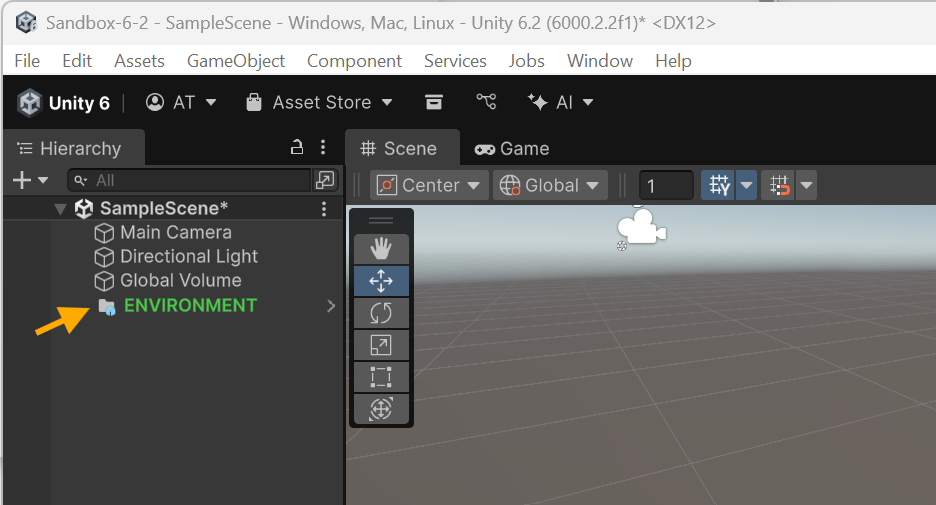 Sandbox-6-2 - SampleScene - Windows, Mac, Linux - Unity 6.2 (6000.2.2f1)* <DX12>
File Edit Assets GameObject Component Services Jobs Window Help
Unity 6 AT Asset Store AI
Hierarchy Scene Game
All Center Global 1
SampleScene*
Main Camera
Directional Light
Global Volume
ENVIRONMENT